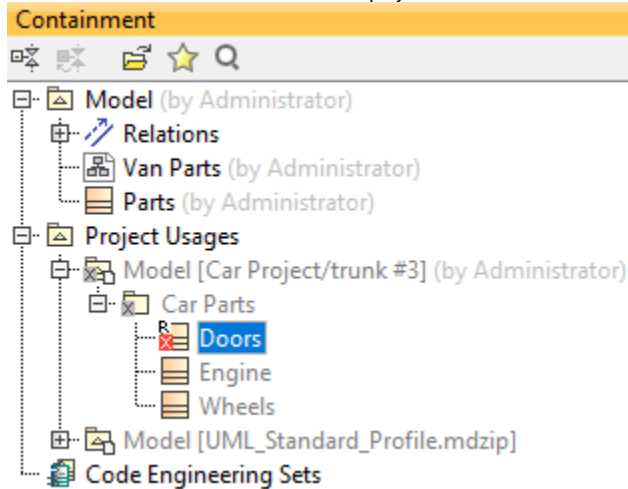 Containment
Model (by Administrator)
Relations
Van Parts (by Administrator)
Parts (by Administrator)
Project Usages
Model [Car Project/trunk #3] (by Administrator)
Car Parts
R Doors
Engine
Wheels
Model [UML_Standard_Profile.mdzip]
Code Engineering Sets